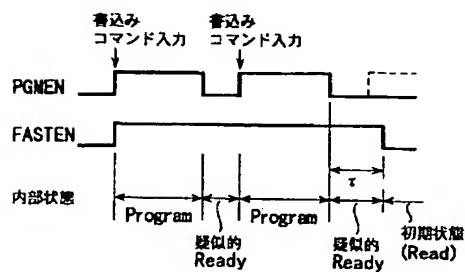 書込み
コマンド入力
書込み
コマンド入力
PGMEN
FASTEN
τ
内部状態
Program
疑似的
Ready
Program
疑似的
Ready
初期状態
(Read)